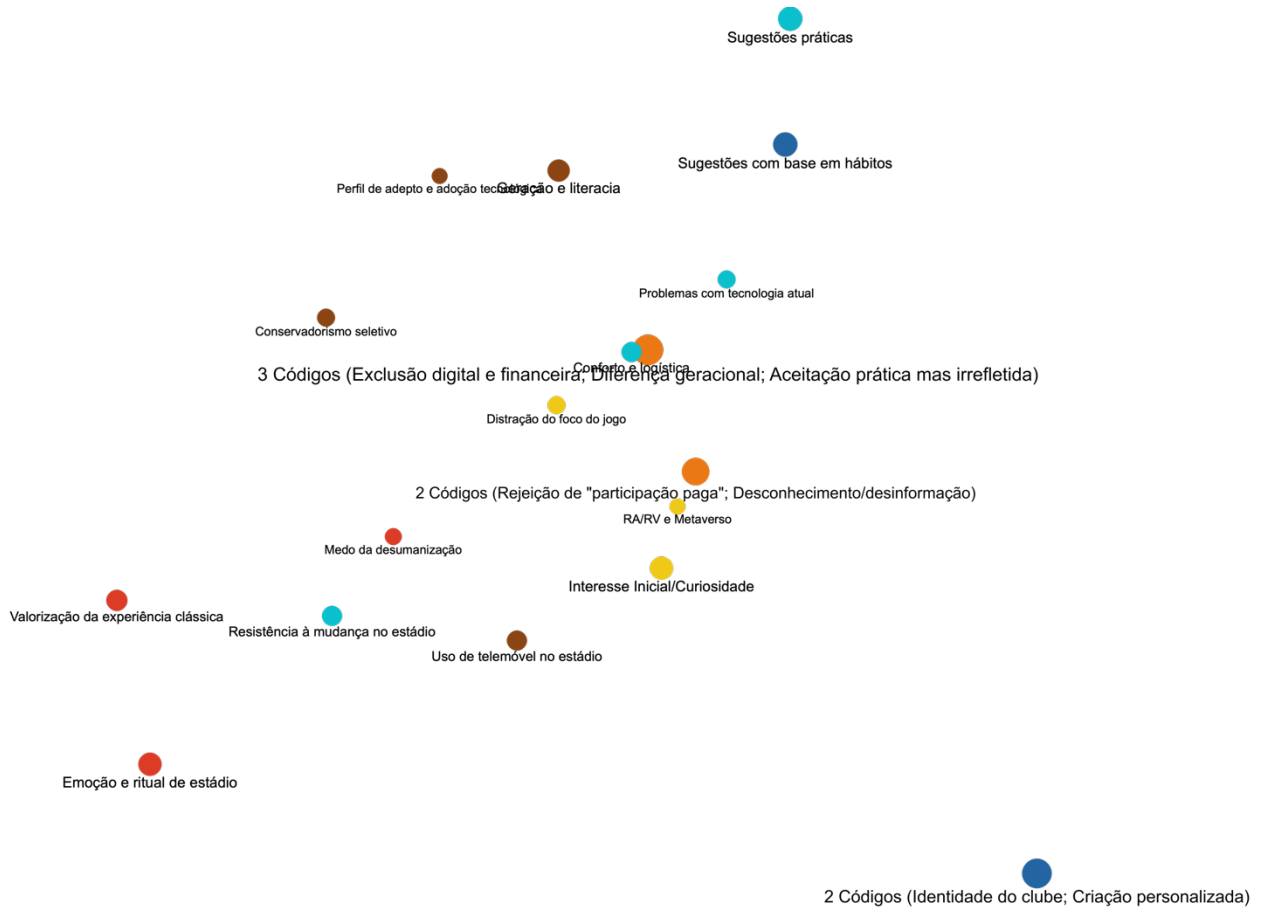 Sugestões práticas
Sugestões com base em hábitos
Perfil de adepto e adoção tecnológica
Geração e literacia
Problemas com tecnologia atual
Conservadorismo seletivo
Conforto e logística
3 Códigos (Exclusão digital e financeira; Diferença geracional; Aceitação prática mas irrefletida)
Distração do foco do jogo
2 Códigos (Rejeição de "participação paga"; Desconhecimento/desinformação)
RA/RV e Metaverso
Medo da desumanização
Interesse Inicial/Curiosidade
Valorização da experiência clássica
Resistência à mudança no estádio
Uso de telemóvel no estádio
Emoção e ritual de estádio
2 Códigos (Identidade do clube; Criação personalizada)